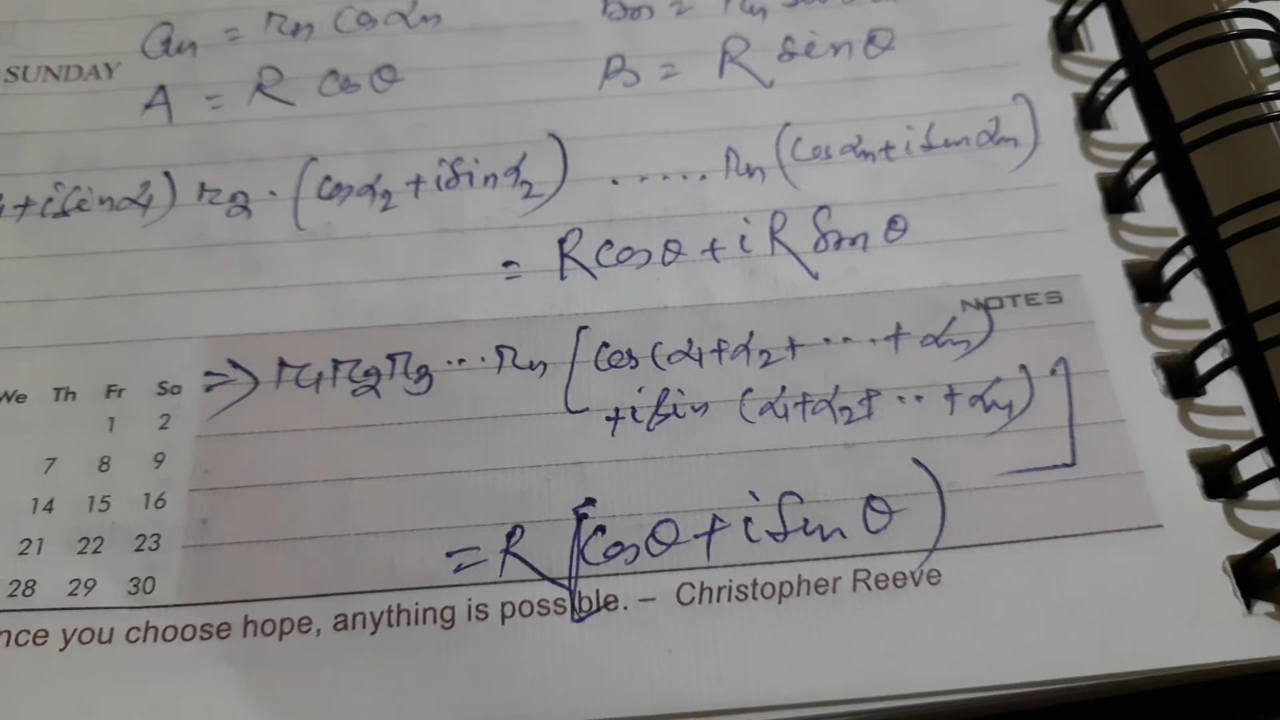 aₙ = rₙ cos αₙ
SUNDAY A = R cos θ B = R sin θ
+ i sin α₁) r₂ · (cos α₂ + i sin α₂) ...... rₙ (cos αₙ + i sin αₙ)
= R cos θ + i R sin θ
NOTES
=> r₁ r₂ r₃ ... rₙ [cos (α₁ + α₂ + ... + αₙ)
+ i sin (α₁ + α₂ + .. + αₙ)]
= R (cos θ + i sin θ)
We Th Fr Sa
1 2
7 8 9
14 15 16
21 22 23
28 29 30
you choose hope, anything is possible. – Christopher Reeve